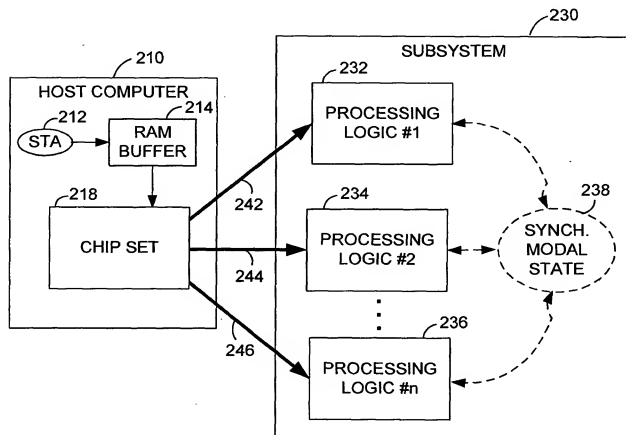 230
210
SUBSYSTEM
HOST COMPUTER
232
212
214
STA
RAM
BUFFER
PROCESSING
LOGIC #1
218
CHIP SET
242
234
238
PROCESSING
LOGIC #2
SYNCH.
MODAL
STATE
244
246
236
PROCESSING
LOGIC #n